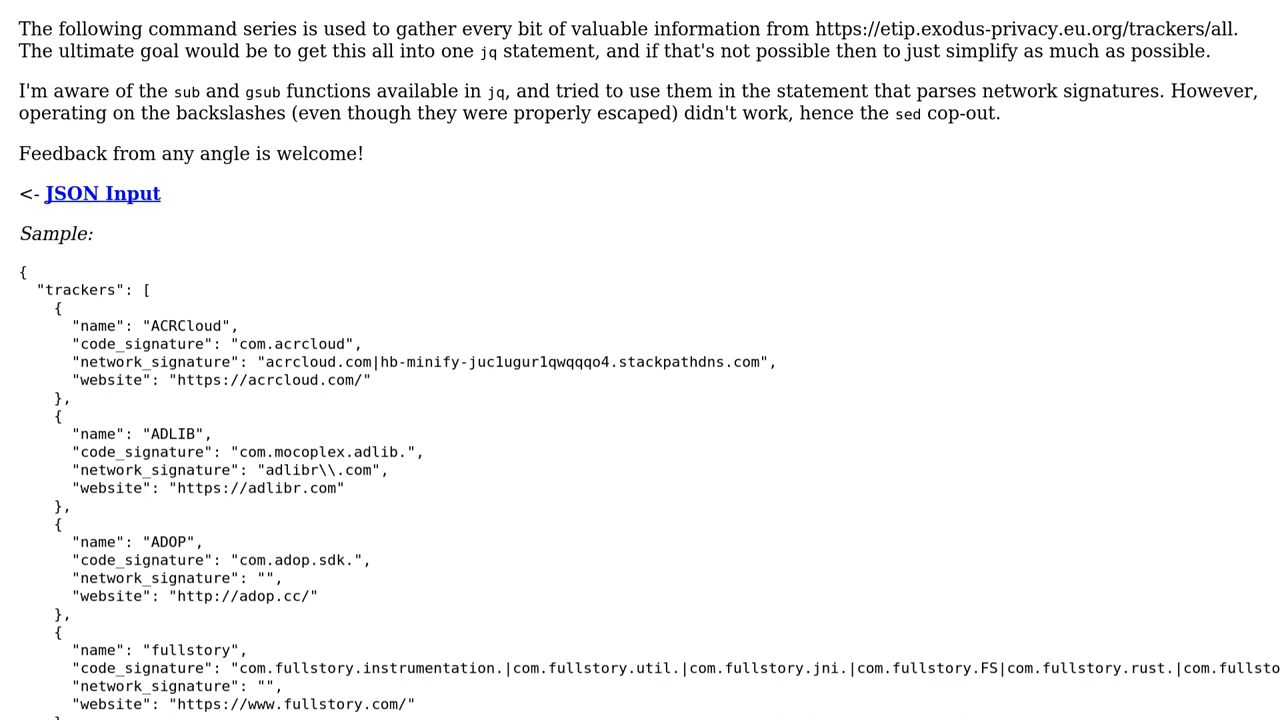 The following command series is used to gather every bit of valuable information from https://etip.exodus-privacy.eu.org/trackers/all.
The ultimate goal would be to get this all into one jq statement, and if that's not possible then to just simplify as much as possible.
I'm aware of the sub and gsub functions available in jq, and tried to use them in the statement that parses network signatures. However,
operating on the backslashes (even though they were properly escaped) didn't work, hence the sed cop-out.
Feedback from any angle is welcome!
<- JSON Input
Sample:
{
  "trackers": [
    {
      "name": "ACRCloud",
      "code_signature": "com.acrcloud",
      "network_signature": "acrcloud.com|hb-minify-juc1ugur1qwqqqo4.stackpathdns.com",
      "website": "https://acrcloud.com/"
    },
    {
      "name": "ADLIB",
      "code_signature": "com.mocoplex.adlib.",
      "network_signature": "adlibr\\.com",
      "website": "https://adlibr.com"
    },
    {
      "name": "ADOP",
      "code_signature": "com.adop.sdk.",
      "network_signature": "",
      "website": "http://adop.cc/"
    },
    {
      "name": "fullstory",
      "code_signature": "com.fullstory.instrumentation.|com.fullstory.util.|com.fullstory.jni.|com.fullstory.FS|com.fullstory.rust.|com.fullsto
      "network_signature": "",
      "website": "https://www.fullstory.com/"